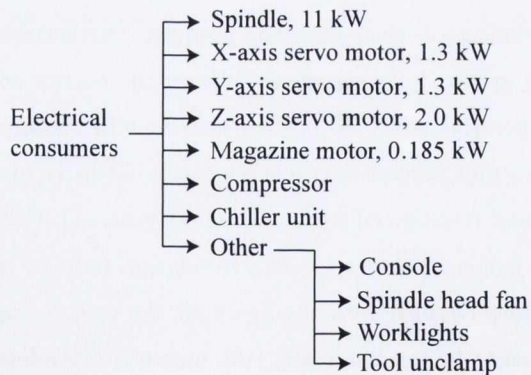 Spindle, 11 kW
X-axis servo motor, 1.3 kW
Y-axis servo motor, 1.3 kW
Electrical
consumers
Z-axis servo motor, 2.0 kW
Magazine motor, 0.185 kW
Compressor
Chiller unit
Other
Console
Spindle head fan
Worklights
Tool unclamp